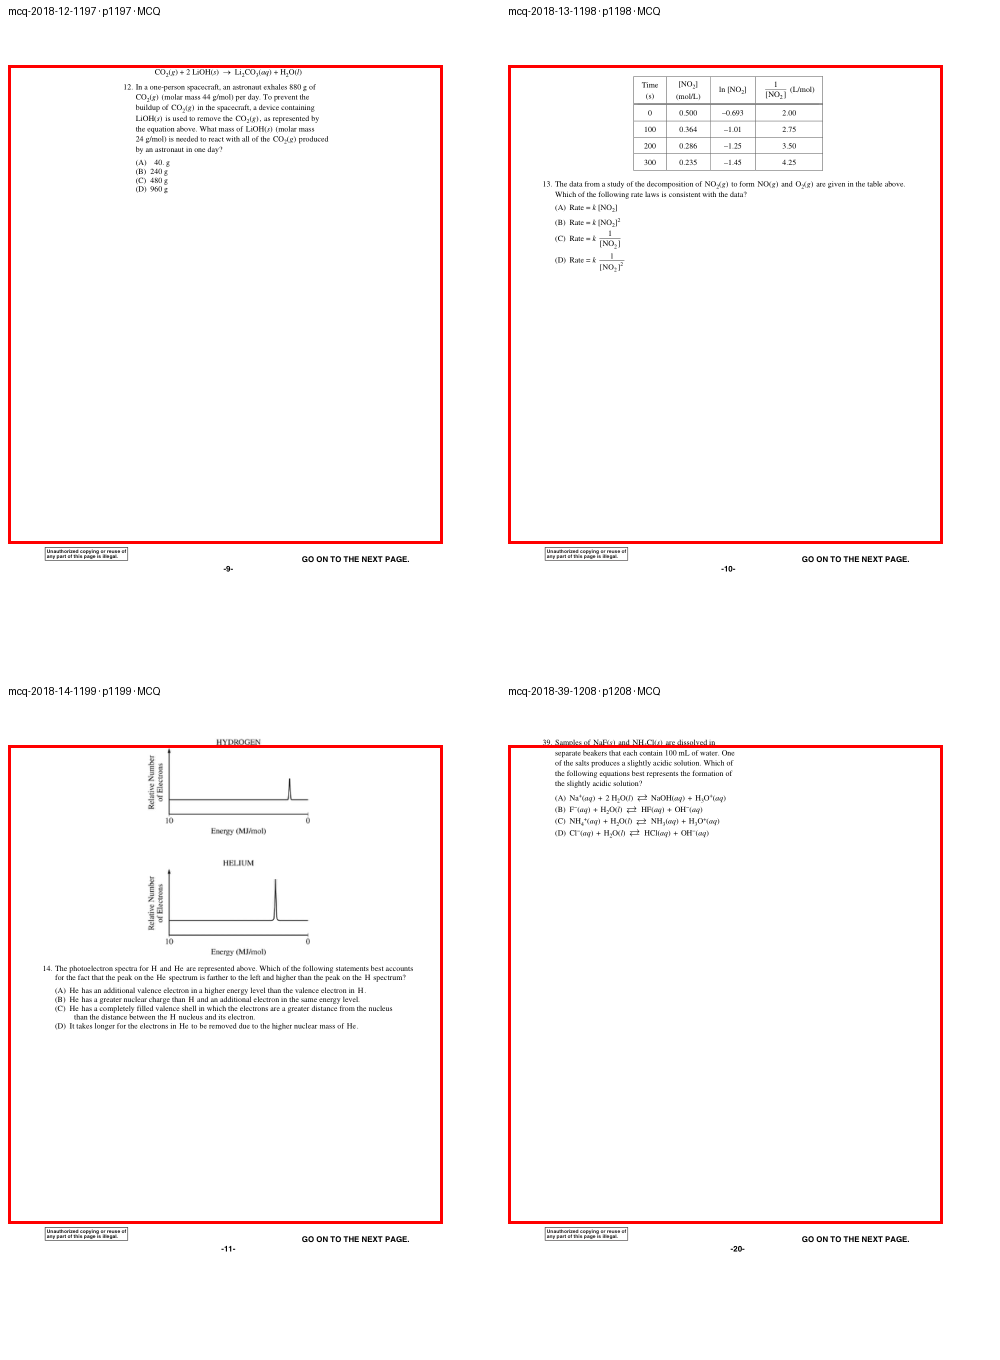 mcq-2018-12-1197 · p1197 · MCQ
CO₂(g) + 2 LiOH(s) → Li₂CO₃(aq) + H₂O(l)
12. In a one-person spacecraft, an astronaut exhales 880 g of
CO₂(g) (molar mass 44 g/mol) per day. To prevent the
buildup of CO₂(g) in the spacecraft, a device containing
LiOH(s) is used to remove the CO₂(g), as represented by
the equation above. What mass of LiOH(s) (molar mass
24 g/mol) is needed to react with all of the CO₂(g) produced
by an astronaut in one day?
(A) 40. g
(B) 240 g
(C) 480 g
(D) 960 g
Unauthorized copying or reuse of
any part of this page is illegal.
GO ON TO THE NEXT PAGE.
-9-
mcq-2018-13-1198 · p1198 · MCQ
Time (s) [NO₂] (mol/L) ln [NO₂] 1/[NO₂] (L/mol)
0 0.500 –0.693 2.00
100 0.364 –1.01 2.75
200 0.286 –1.25 3.50
300 0.235 –1.45 4.25
13. The data from a study of the decomposition of NO₂(g) to form NO(g) and O₂(g) are given in the table above.
Which of the following rate laws is consistent with the data?
(A) Rate = k [NO₂]
(B) Rate = k [NO₂]²
(C) Rate = k 1/[NO₂]
(D) Rate = k 1/[NO₂]²
Unauthorized copying or reuse of
any part of this page is illegal.
GO ON TO THE NEXT PAGE.
-10-
mcq-2018-14-1199 · p1199 · MCQ
HYDROGEN
Relative Number
of Electrons
10 0
Energy (MJ/mol)
HELIUM
Relative Number
of Electrons
10 0
Energy (MJ/mol)
14. The photoelectron spectra for H and He are represented above. Which of the following statements best accounts
for the fact that the peak on the He spectrum is farther to the left and higher than the peak on the H spectrum?
(A) He has an additional valence electron in a higher energy level than the valence electron in H.
(B) He has a greater nuclear charge than H and an additional electron in the same energy level.
(C) He has a completely filled valence shell in which the electrons are a greater distance from the nucleus
than the distance between the H nucleus and its electron.
(D) It takes longer for the electrons in He to be removed due to the higher nuclear mass of He.
Unauthorized copying or reuse of
any part of this page is illegal.
GO ON TO THE NEXT PAGE.
-11-
mcq-2018-39-1208 · p1208 · MCQ
39. Samples of NaF(s) and NH₄Cl(s) are dissolved in
separate beakers that each contain 100 mL of water. One
of the salts produces a slightly acidic solution. Which of
the following equations best represents the formation of
the slightly acidic solution?
(A) Na⁺(aq) + 2 H₂O(l) ⇄ NaOH(aq) + H₃O⁺(aq)
(B) F⁻(aq) + H₂O(l) ⇄ HF(aq) + OH⁻(aq)
(C) NH₄⁺(aq) + H₂O(l) ⇄ NH₃(aq) + H₃O⁺(aq)
(D) Cl⁻(aq) + H₂O(l) ⇄ HCl(aq) + OH⁻(aq)
Unauthorized copying or reuse of
any part of this page is illegal.
GO ON TO THE NEXT PAGE.
-20-